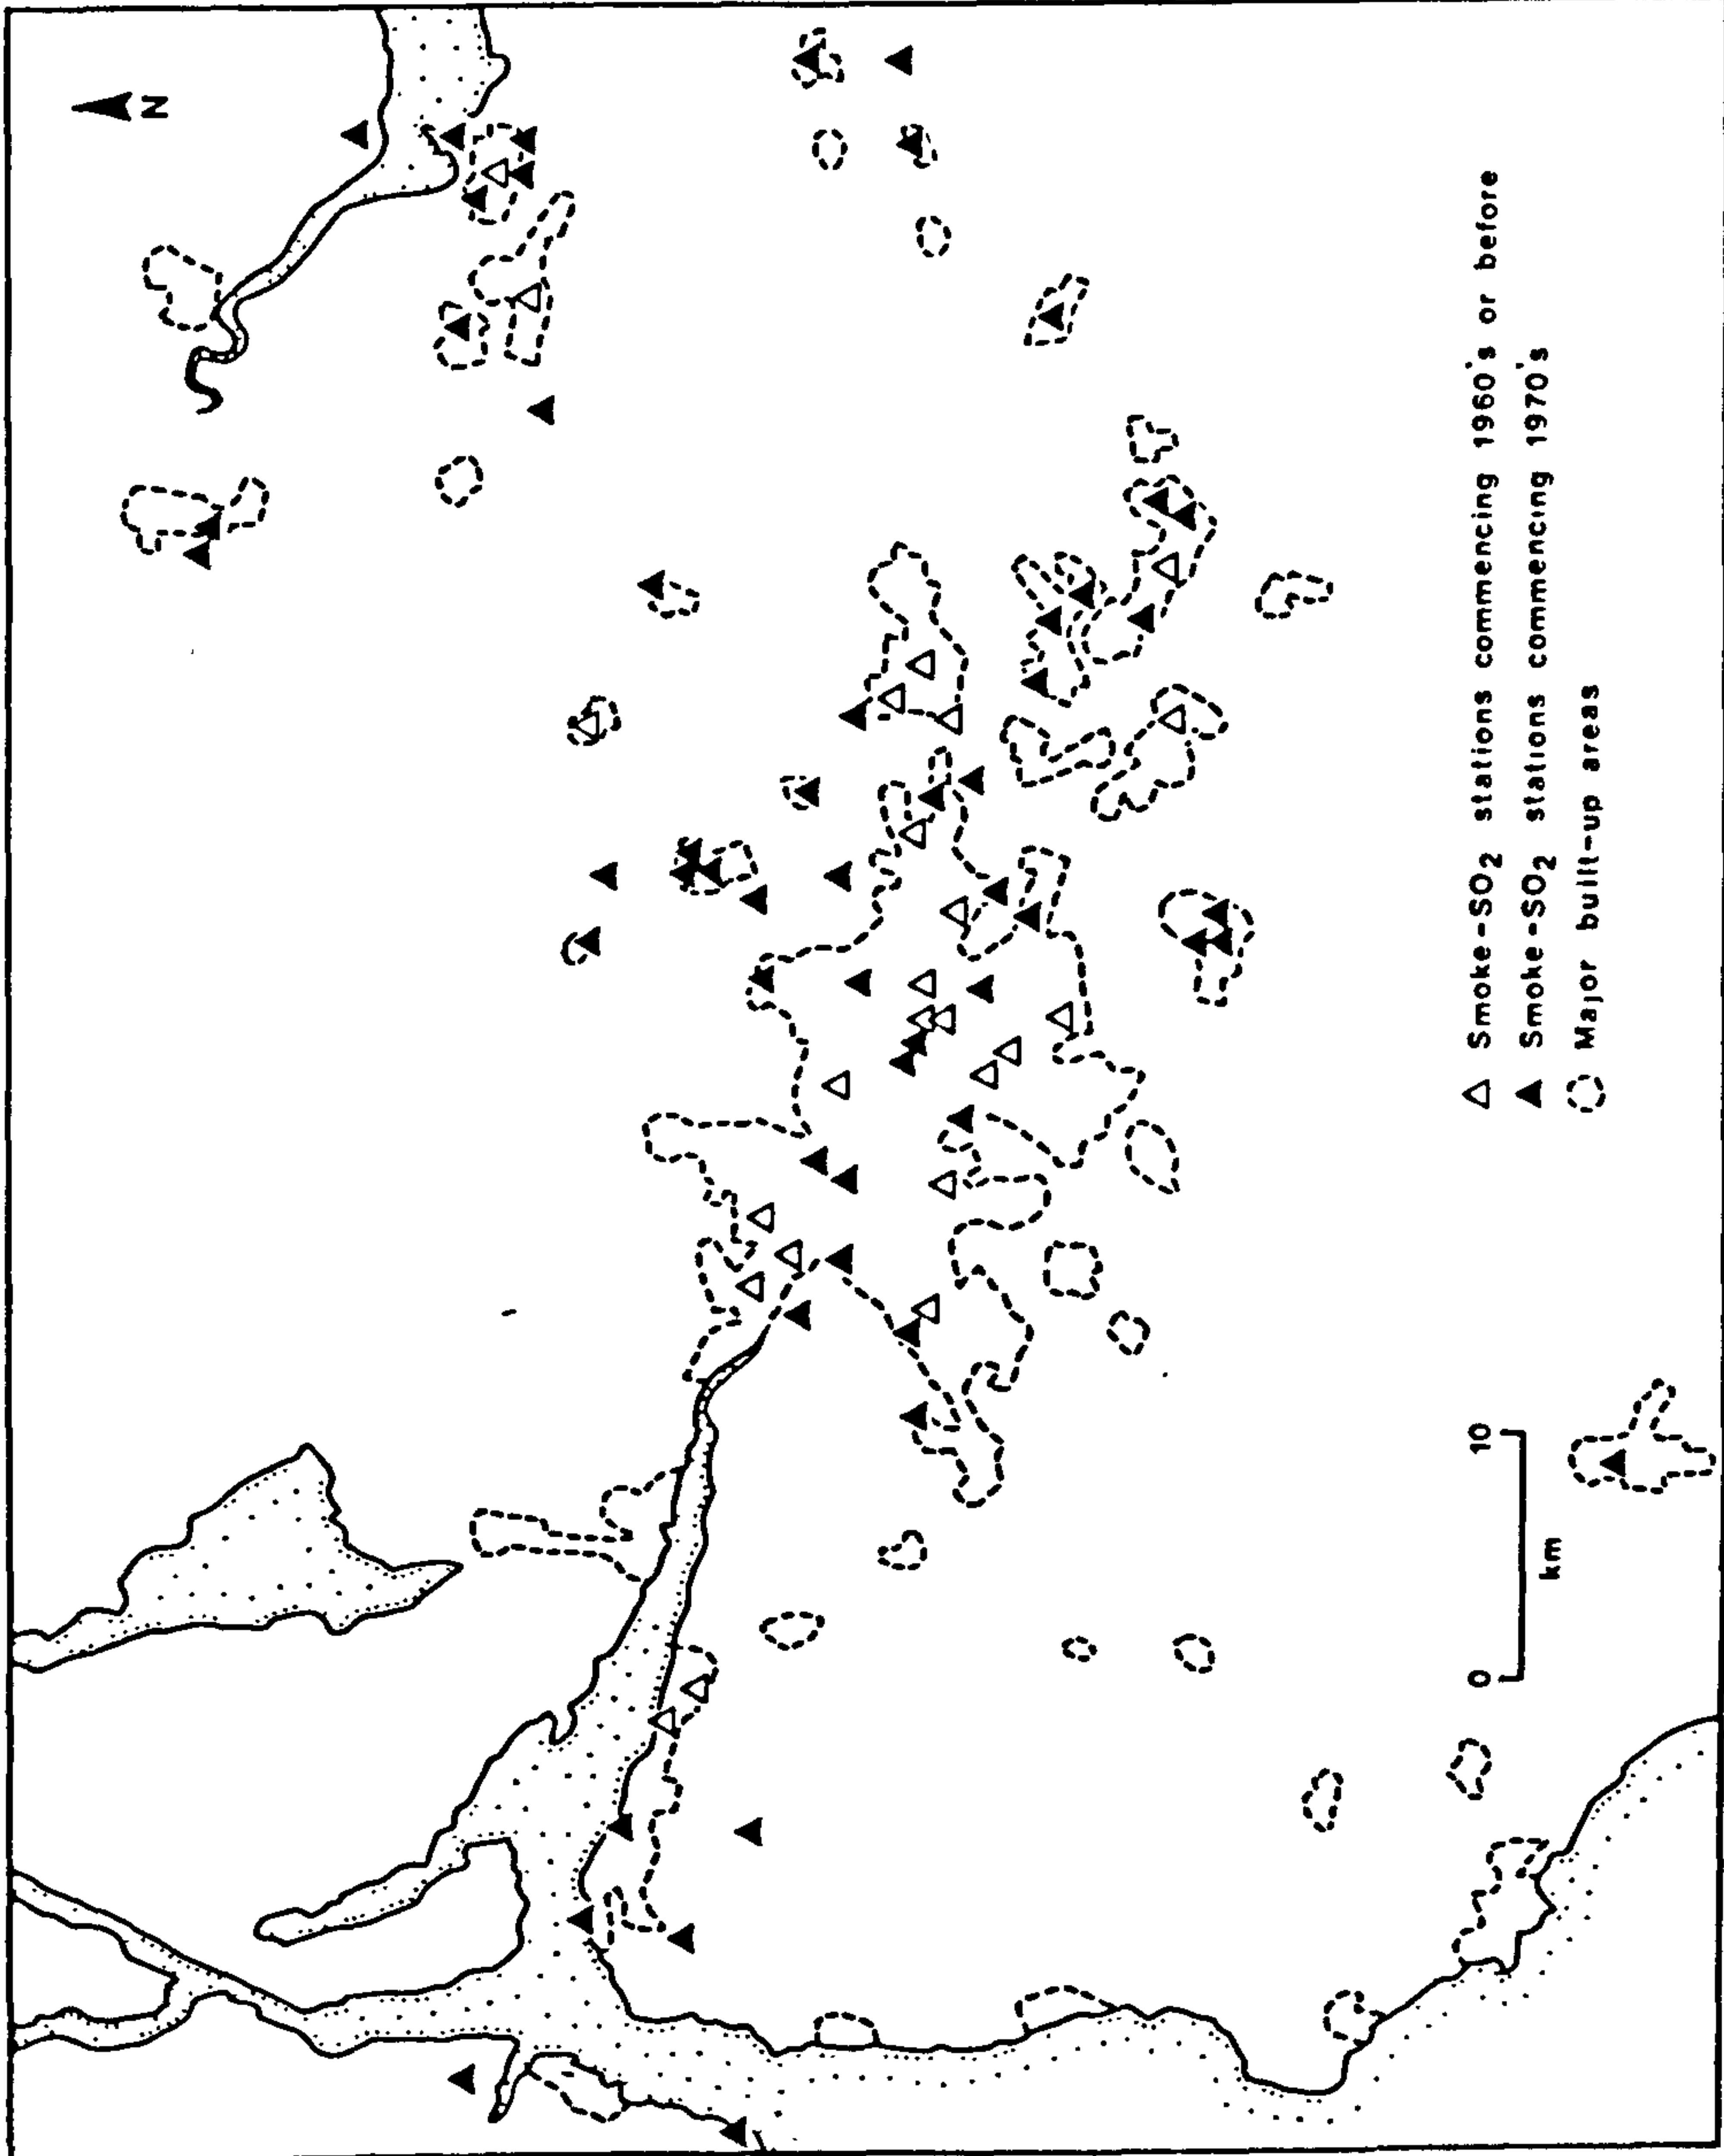 N
Smoke-SO2 stations commencing 1960's or before
Smoke-SO2 stations commencing 1970's
Major built-up areas
0 10
km